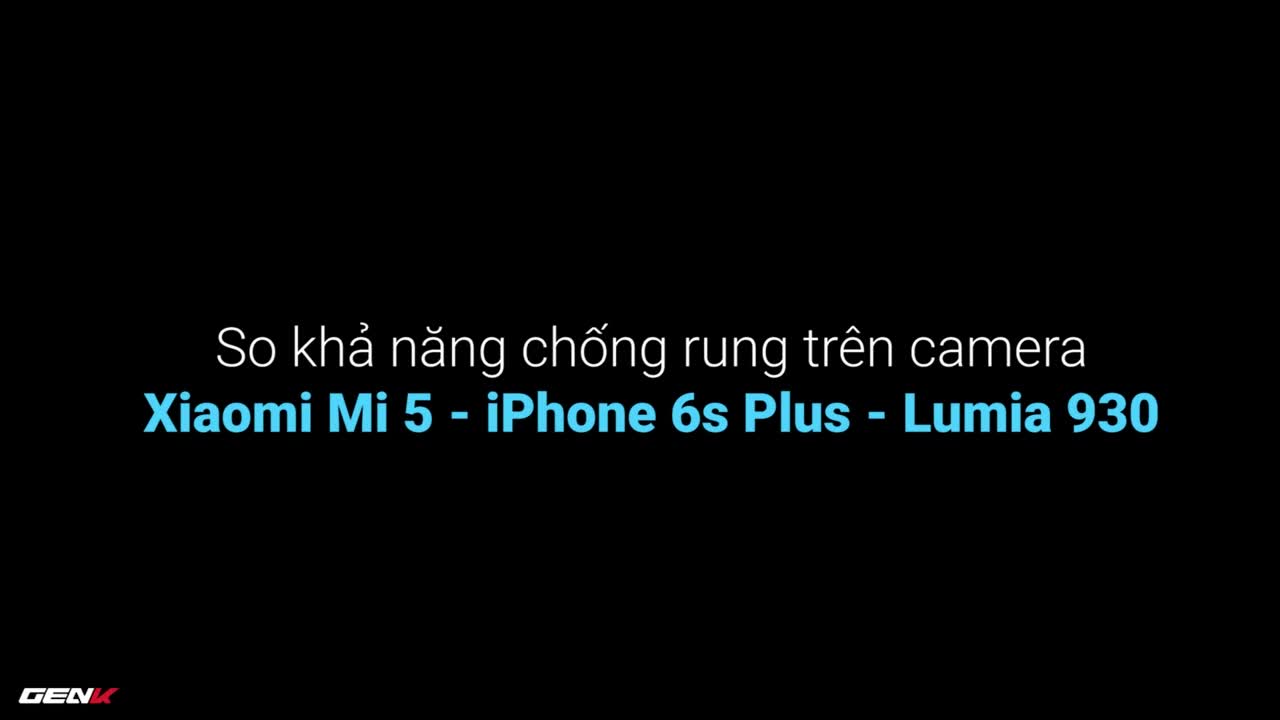 So khả năng chống rung trên camera
Xiaomi Mi 5 - iPhone 6s Plus - Lumia 930
GENK